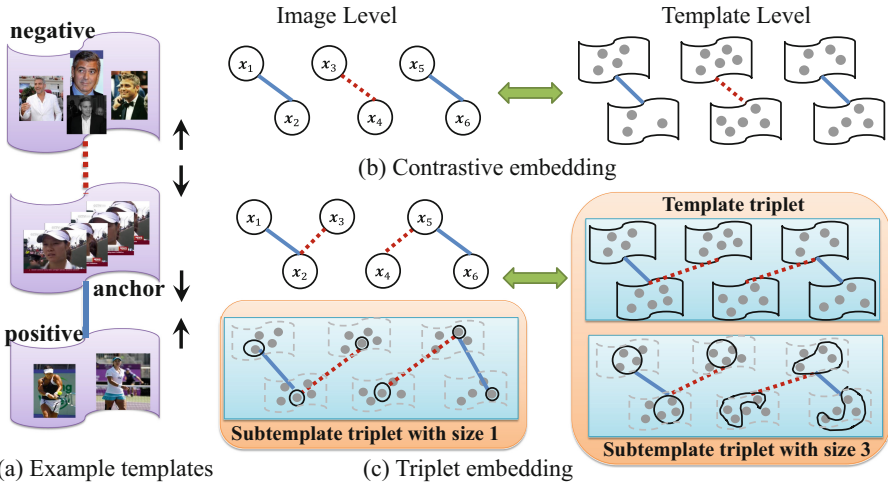 Image Level
Template Level
negative
x1
x3
x5
x2
x4
x6
(b) Contrastive embedding
anchor
positive
(a) Example templates
x1
x3
x5
x2
x4
x6
Template triplet
Subtemplate triplet with size 1
Subtemplate triplet with size 3
(c) Triplet embedding